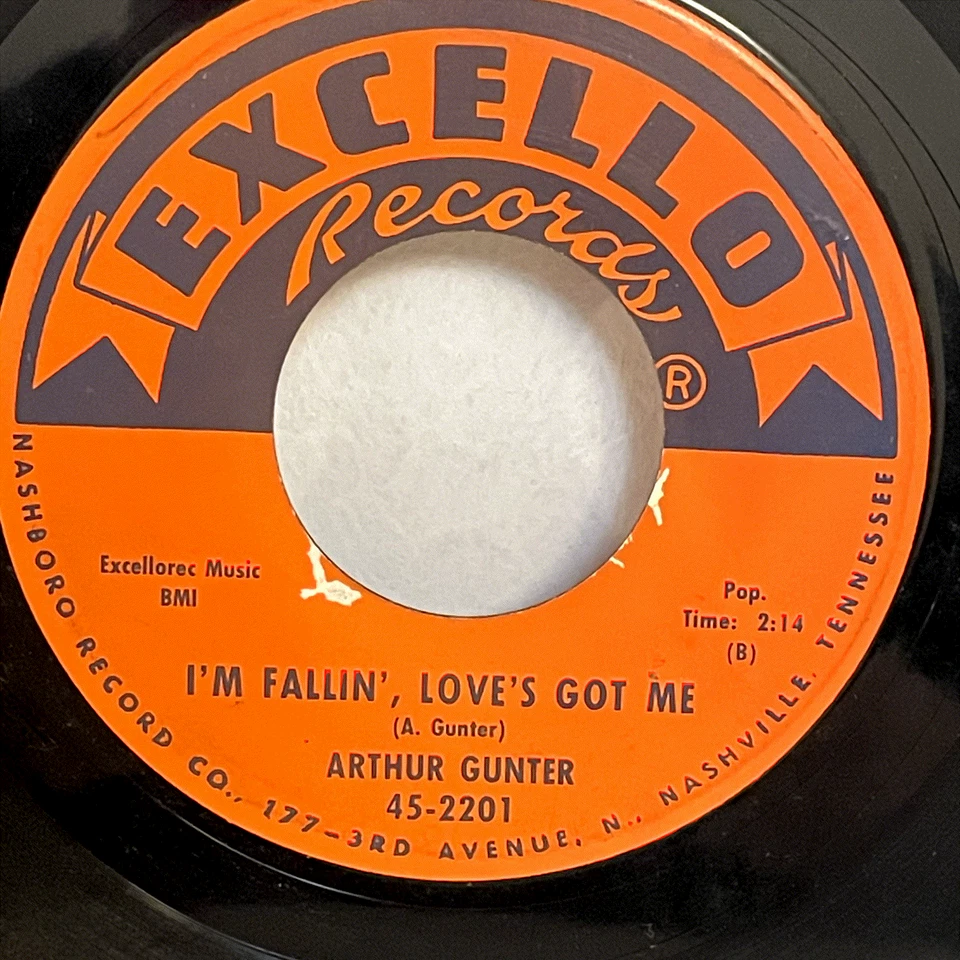 EXCELLO
Records
®
Excellorec Music
BMI
Pop.
Time: 2:14
(B)
I'M FALLIN', LOVE'S GOT ME
(A. Gunter)
ARTHUR GUNTER
45-2201
NASHBORO RECORD CO., 177-3RD AVENUE, N., NASHVILLE, TENNESSEE